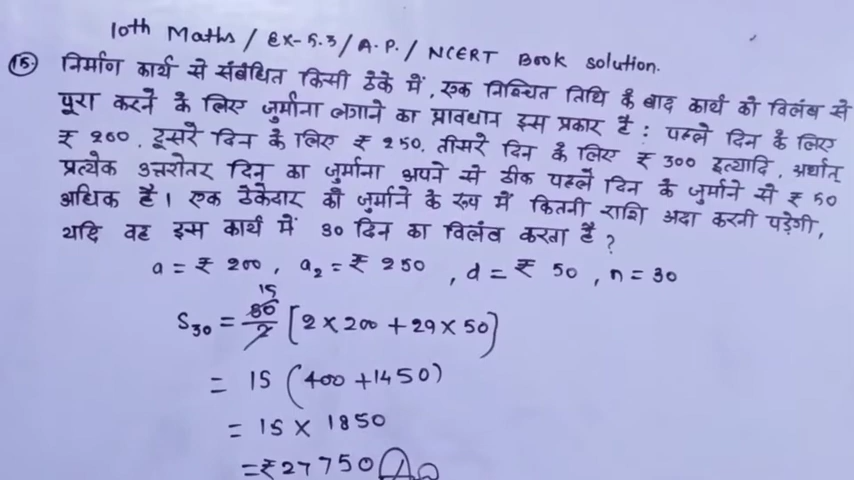 10th Maths / EX-5.3 / A.P. / NCERT Book solution.
(15.) निर्माण कार्य से संबंधित किसी ठेके में, एक निश्चित तिथि के बाद कार्य को विलंब से
पूरा करने के लिए जुर्माना लगाने का प्रावधान इस प्रकार है : पहले दिन के लिए
₹ 200, दूसरे दिन के लिए ₹ 250, तीसरे दिन के लिए ₹ 300 इत्यादि, अर्थात्
प्रत्येक उत्तरोतर दिन का जुर्माना अपने से ठीक पहले दिन के जुर्माने से ₹ 50
अधिक है। एक ठेकेदार को जुर्माने के रूप में कितनी राशि अदा करनी पड़ेगी,
यदि वह इस कार्य में 30 दिन का विलंब करता है ?
a = ₹ 200, a₂ = ₹ 250, d = ₹ 50, n = 30
15
S₃₀ = 30/2 [2 × 200 + 29 × 50]
= 15 (400 + 1450)
= 15 × 1850
= ₹ 27750